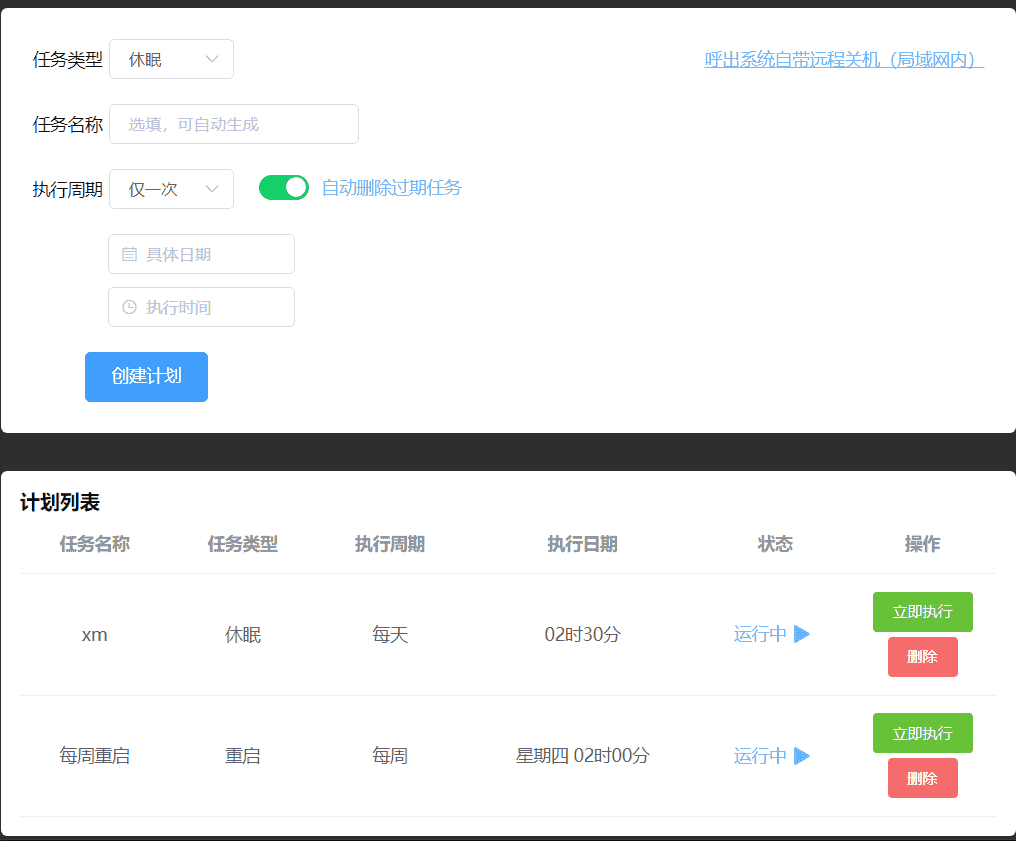 任务类型 休眠 呼出系统自带远程关机（局域网内）
任务名称 选填，可自动生成
执行周期 仅一次 自动删除过期任务
具体日期
执行时间
创建计划
计划列表
任务名称 任务类型 执行周期 执行日期 状态 操作
xm 休眠 每天 02时30分 运行中 立即执行
删除
每周重启 重启 每周 星期四 02时00分 运行中 立即执行
删除